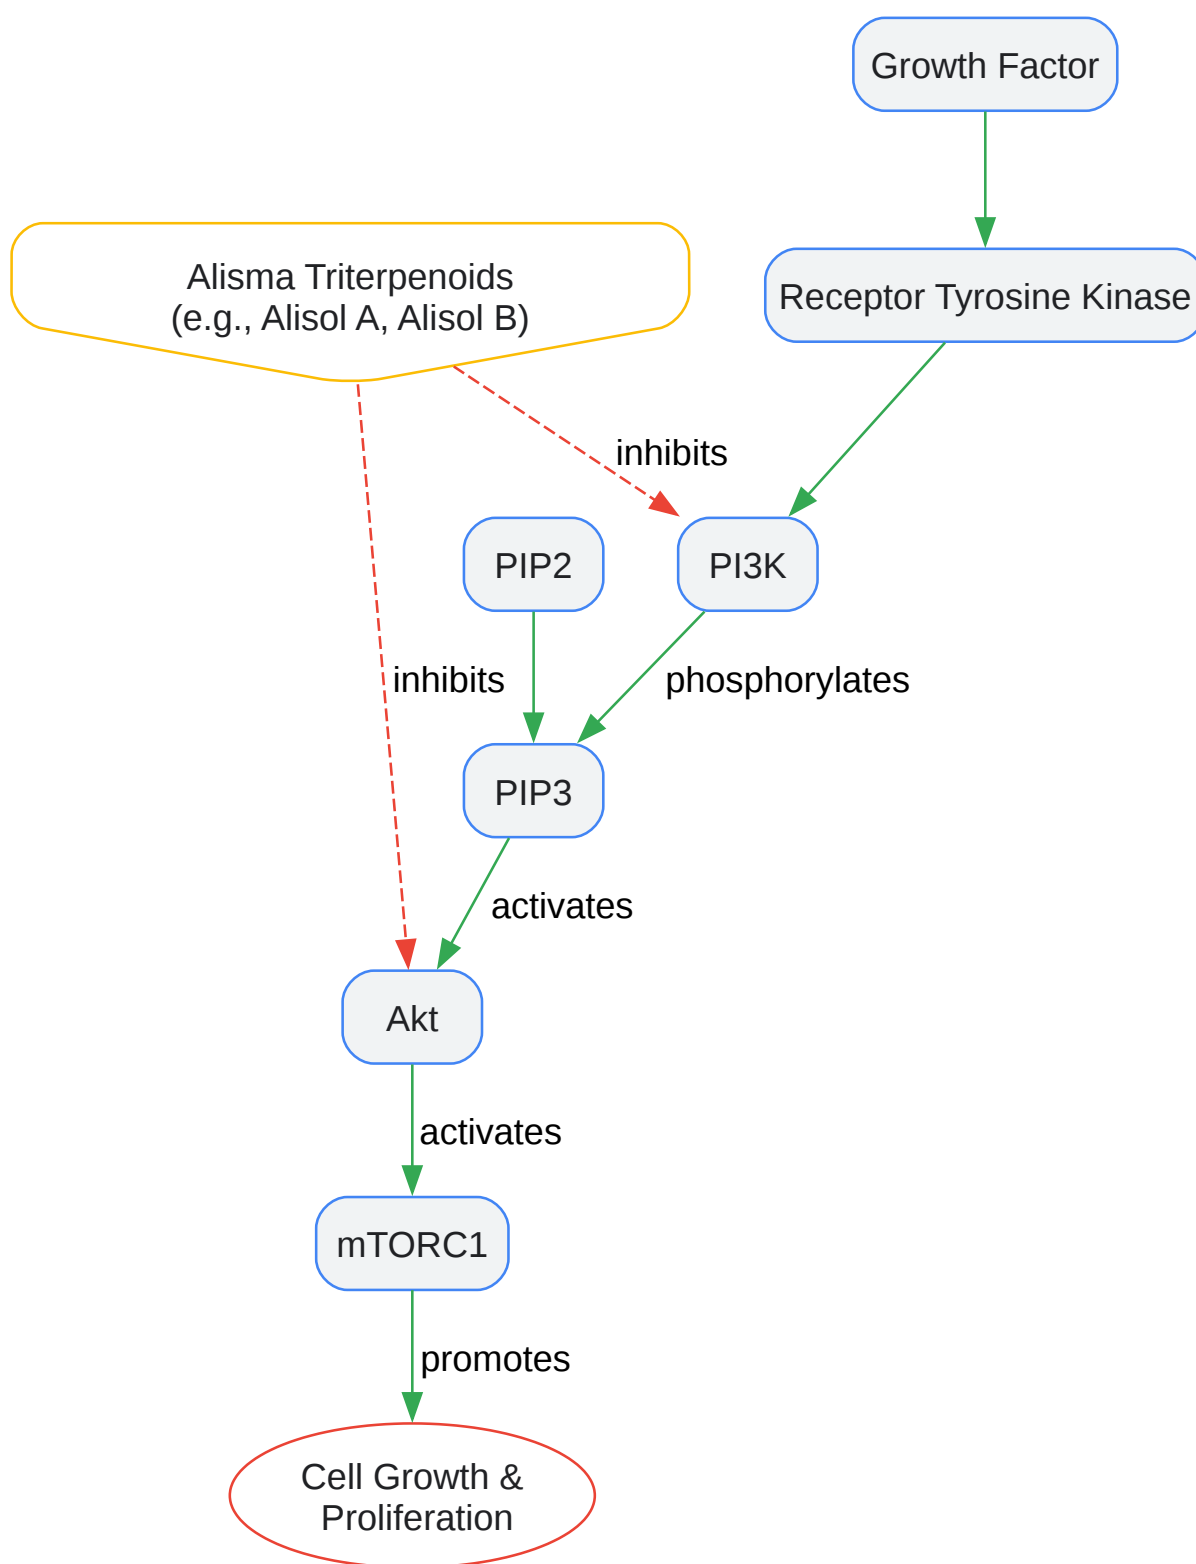 Growth Factor
Alisma Triterpenoids
(e.g., Alisol A, Alisol B)
Receptor Tyrosine Kinase
inhibits
PIP2
PI3K
inhibits
phosphorylates
PIP3
activates
Akt
activates
mTORC1
promotes
Cell Growth &
Proliferation